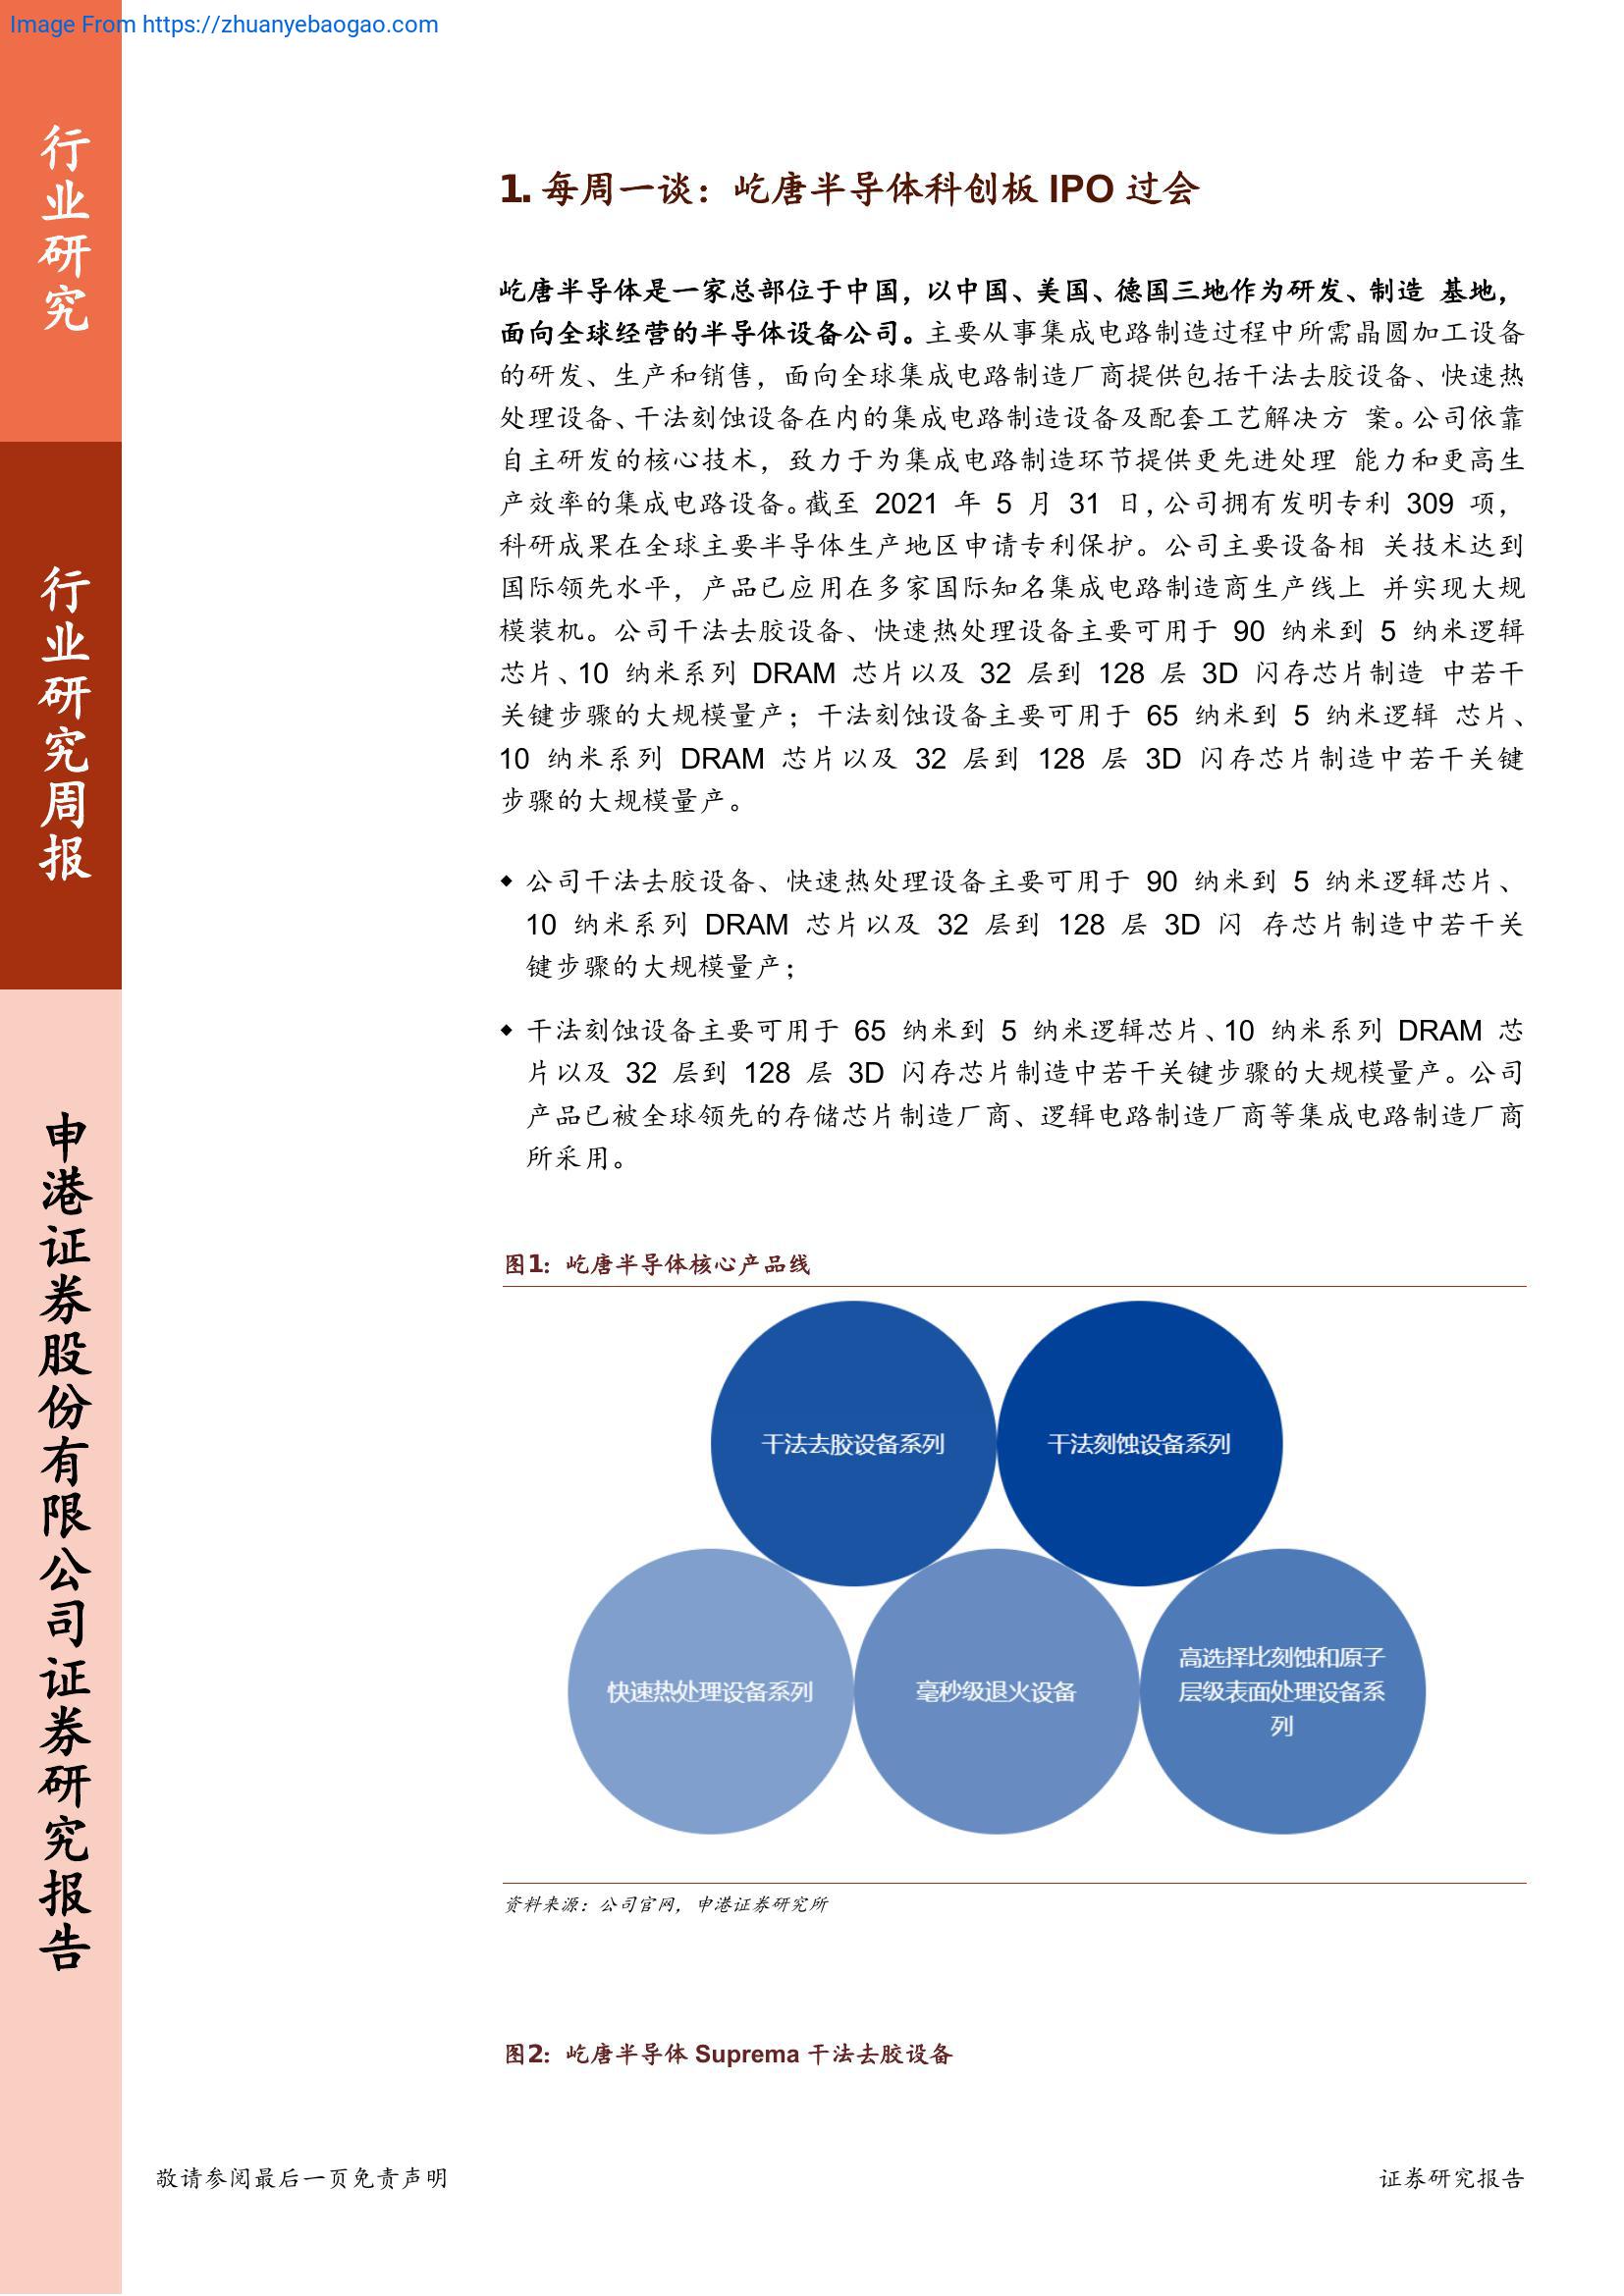 Image From https://zhuanyebaogao.com
行业研究
行业研究周报
申港证券股份有限公司证券研究报告
1. 每周一谈：屹唐半导体科创板 IPO 过会
屹唐半导体是一家总部位于中国，以中国、美国、德国三地作为研发、制造 基地，
面向全球经营的半导体设备公司。主要从事集成电路制造过程中所需晶圆加工设备
的研发、生产和销售，面向全球集成电路制造厂商提供包括干法去胶设备、快速热
处理设备、干法刻蚀设备在内的集成电路制造设备及配套工艺解决方 案。公司依靠
自主研发的核心技术，致力于为集成电路制造环节提供更先进处理 能力和更高生
产效率的集成电路设备。截至 2021 年 5 月 31 日，公司拥有发明专利 309 项，
科研成果在全球主要半导体生产地区申请专利保护。公司主要设备相 关技术达到
国际领先水平，产品已应用在多家国际知名集成电路制造商生产线上 并实现大规
模装机。公司干法去胶设备、快速热处理设备主要可用于 90 纳米到 5 纳米逻辑
芯片、10 纳米系列 DRAM 芯片以及 32 层到 128 层 3D 闪存芯片制造 中若干
关键步骤的大规模量产；干法刻蚀设备主要可用于 65 纳米到 5 纳米逻辑 芯片、
10 纳米系列 DRAM 芯片以及 32 层到 128 层 3D 闪存芯片制造中若干关键
步骤的大规模量产。
◆ 公司干法去胶设备、快速热处理设备主要可用于 90 纳米到 5 纳米逻辑芯片、
10 纳米系列 DRAM 芯片以及 32 层到 128 层 3D 闪 存芯片制造中若干关
键步骤的大规模量产；
◆ 干法刻蚀设备主要可用于 65 纳米到 5 纳米逻辑芯片、10 纳米系列 DRAM 芯
片以及 32 层到 128 层 3D 闪存芯片制造中若干关键步骤的大规模量产。公司
产品已被全球领先的存储芯片制造厂商、逻辑电路制造厂商等集成电路制造厂商
所采用。
图1：屹唐半导体核心产品线
干法去胶设备系列
干法刻蚀设备系列
快速热处理设备系列
毫秒级退火设备
高选择比刻蚀和原子
层级表面处理设备系
列
资料来源：公司官网，申港证券研究所
图2：屹唐半导体 Suprema 干法去胶设备
敬请参阅最后一页免责声明
证券研究报告